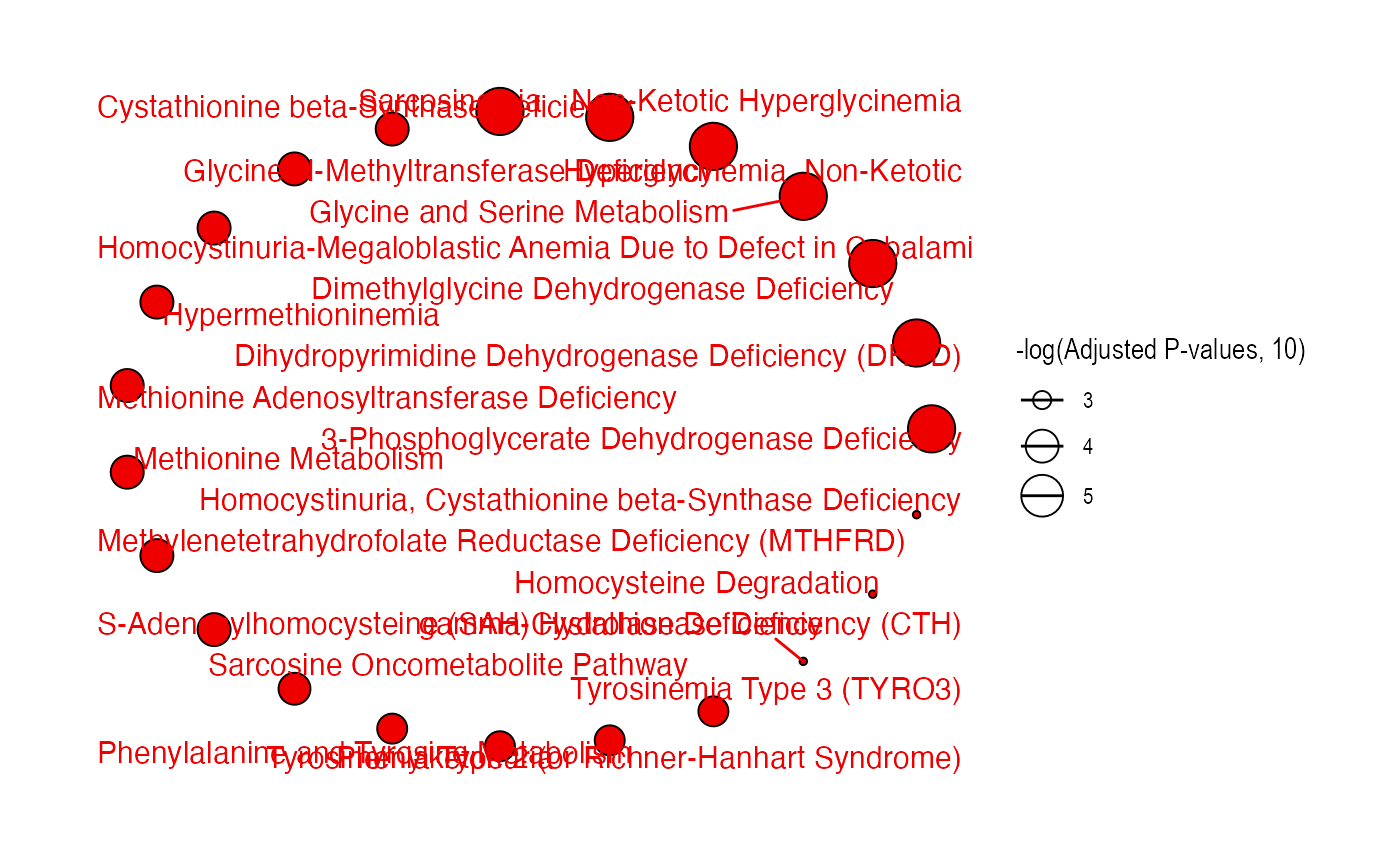 Cystathionine beta-Synthase Deficie
Sarcosinemia
Non-Ketotic Hyperglycinemia
Glycine N-Methyltransferase Deficiency
Hyperglycinemia, Non-Ketotic
Glycine and Serine Metabolism
Homocystinuria-Megaloblastic Anemia Due to Defect in Cobalami
Dimethylglycine Dehydrogenase Deficiency
Hypermethioninemia
Dihydropyrimidine Dehydrogenase Deficiency (DHPD)
-log(Adjusted P-values, 10)
Methionine Adenosyltransferase Deficiency
3
3-Phosphoglycerate Dehydrogenase Deficiency
4
Methionine Metabolism
Homocystinuria, Cystathionine beta-Synthase Deficiency
5
Methylenetetrahydrofolate Reductase Deficiency (MTHFRD)
Homocysteine Degradation
S-Adenosylhomocysteine (SAH) Hydrolase Deficiency
gamma-Cystathionase Deficiency (CTH)
Sarcosine Oncometabolite Pathway
Tyrosinemia Type 3 (TYRO3)
Phenylalanine and Tyrosine Metabolism
Tyrosinemia Type 2 (or Richner-Hanhart Syndrome)
Phenylketonuria